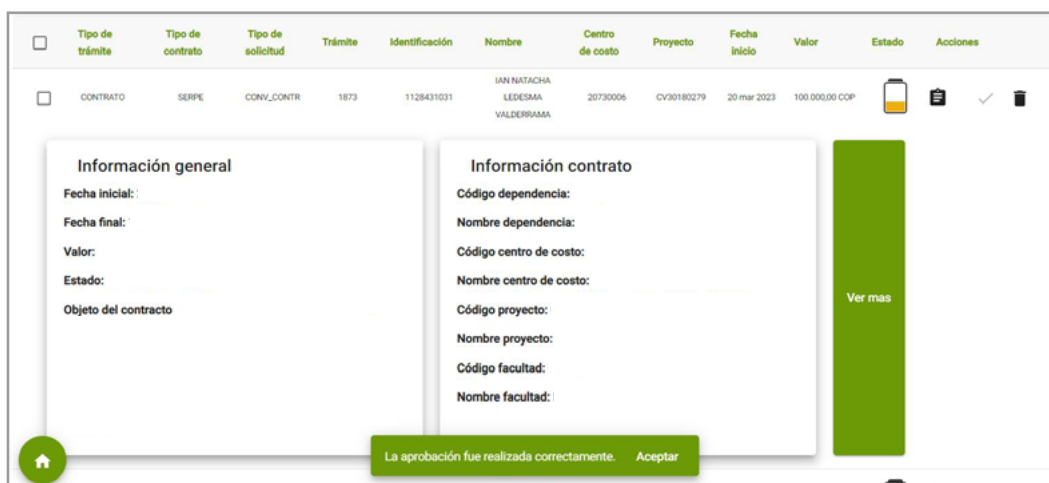 Tipo de trámite
Tipo de contrato
Tipo de solicitud
Trámite
Identificación
Nombre
Centro de costo
Proyecto
Fecha inicio
Valor
Estado
Acciones
CONTRATO
SERPE
CONV_CONTR
1873
1128431031
IAN NATACHA
LEDESMA
VALDERRAMA
20730006
CV30180279
20 mar 2023
100.000,00 COP
Información general
Fecha inicial:
Fecha final:
Valor:
Estado:
Objeto del contracto
Información contrato
Código dependencia:
Nombre dependencia:
Código centro de costo:
Nombre centro de costo:
Código proyecto:
Nombre proyecto:
Código facultad:
Nombre facultad:
Ver mas
La aprobación fue realizada correctamente. Aceptar